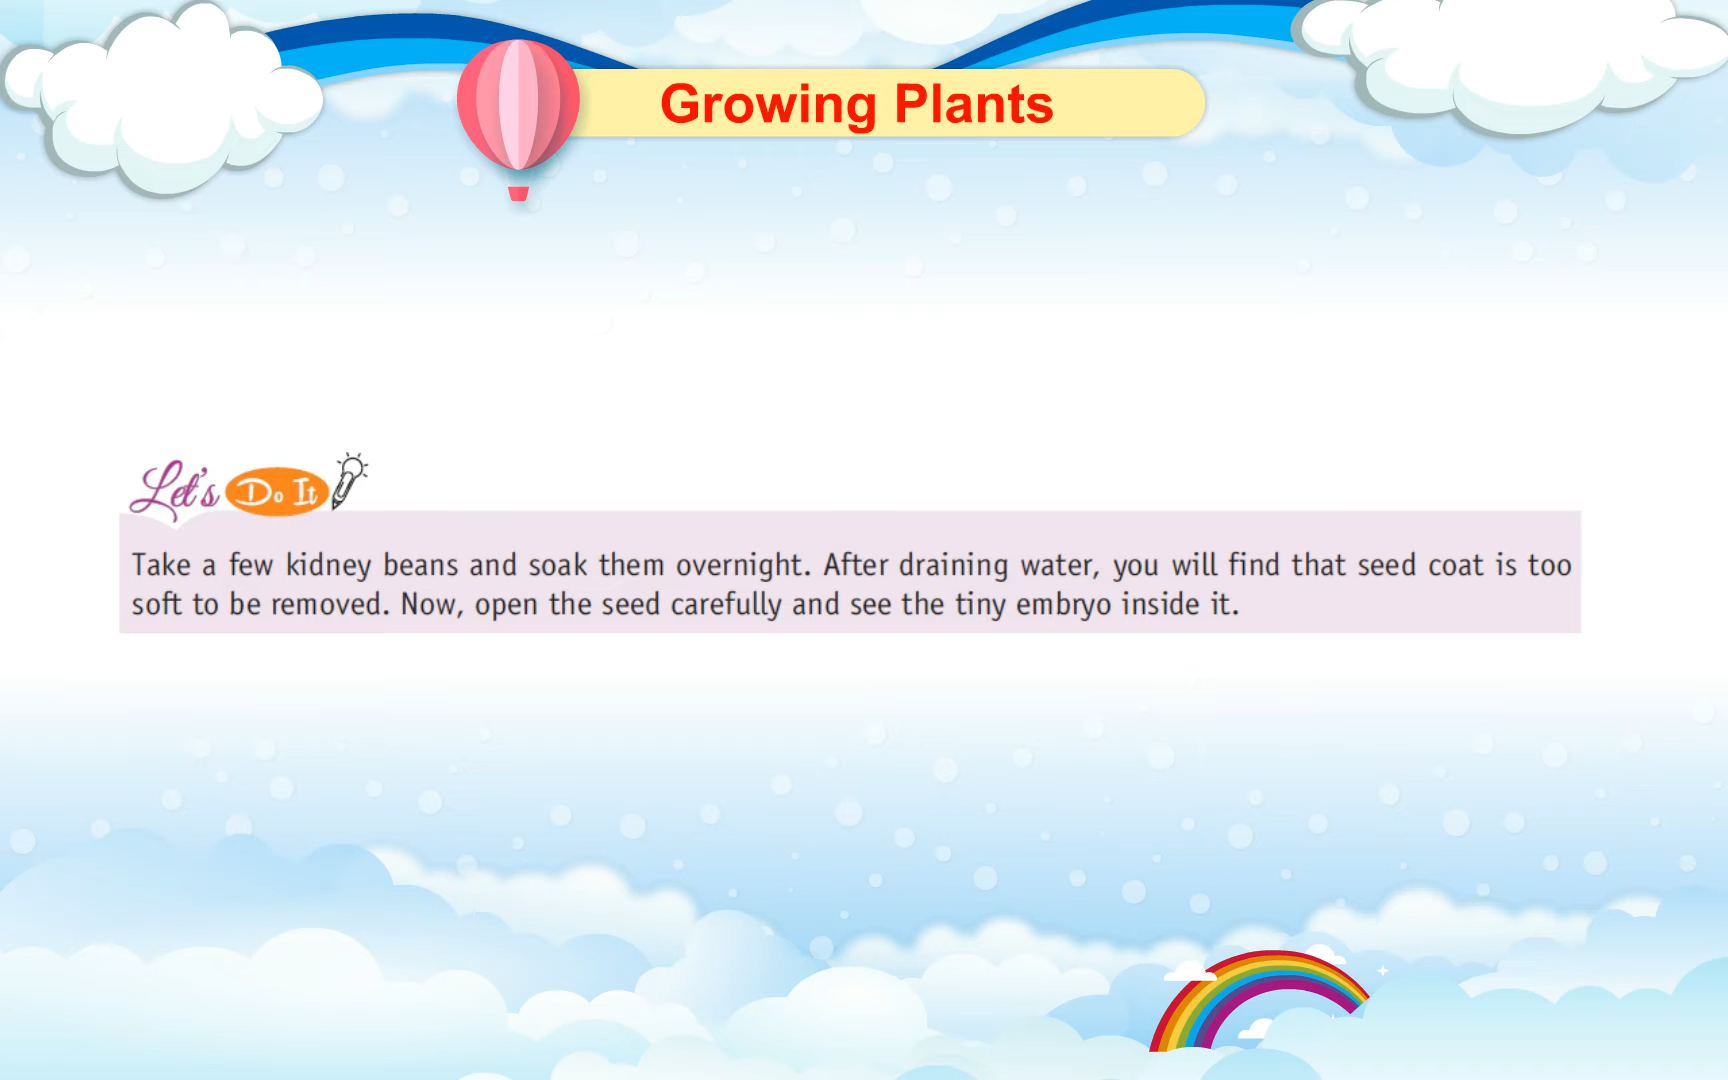 Growing Plants
Let's Do It
Take a few kidney beans and soak them overnight. After draining water, you will find that seed coat is too
soft to be removed. Now, open the seed carefully and see the tiny embryo inside it.